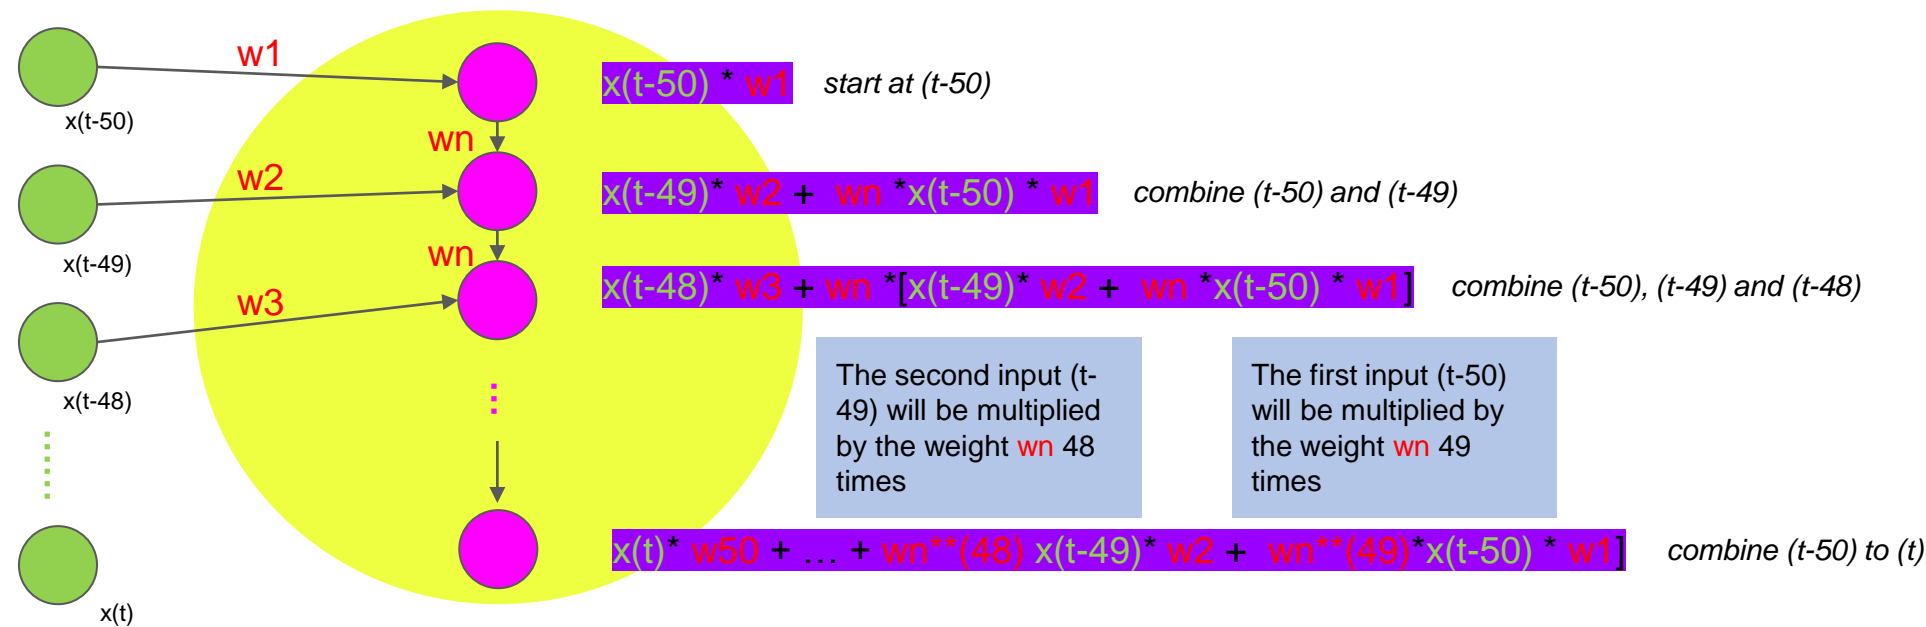 w1
x(t-50) * w1 start at (t-50)
x(t-50)
wn
w2
x(t-49)* w2 + wn *x(t-50) * w1 combine (t-50) and (t-49)
x(t-49)
wn
w3
x(t-48)* w3 + wn *[x(t-49)* w2 + wn *x(t-50) * w1] combine (t-50), (t-49) and (t-48)
x(t-48)
The second input (t-
49) will be multiplied
by the weight wn 48
times
The first input (t-50)
will be multiplied by
the weight wn 49
times
x(t)* w50 + ... + wn**(48) x(t-49)* w2 + wn**(49)*x(t-50) * w1] combine (t-50) to (t)
x(t)